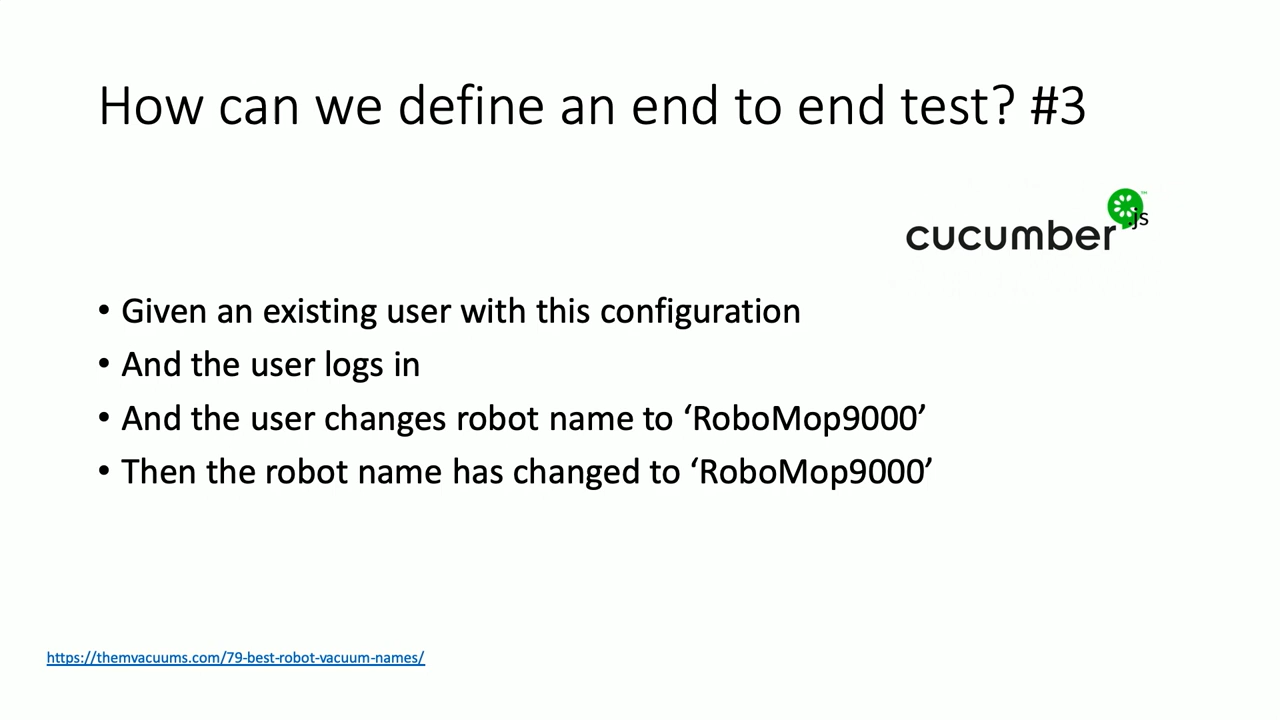 How can we define an end to end test? #3
cucumber.js
™
• Given an existing user with this configuration
• And the user logs in
• And the user changes robot name to ‘RoboMop9000’
• Then the robot name has changed to ‘RoboMop9000’
https://themvacuums.com/79-best-robot-vacuum-names/